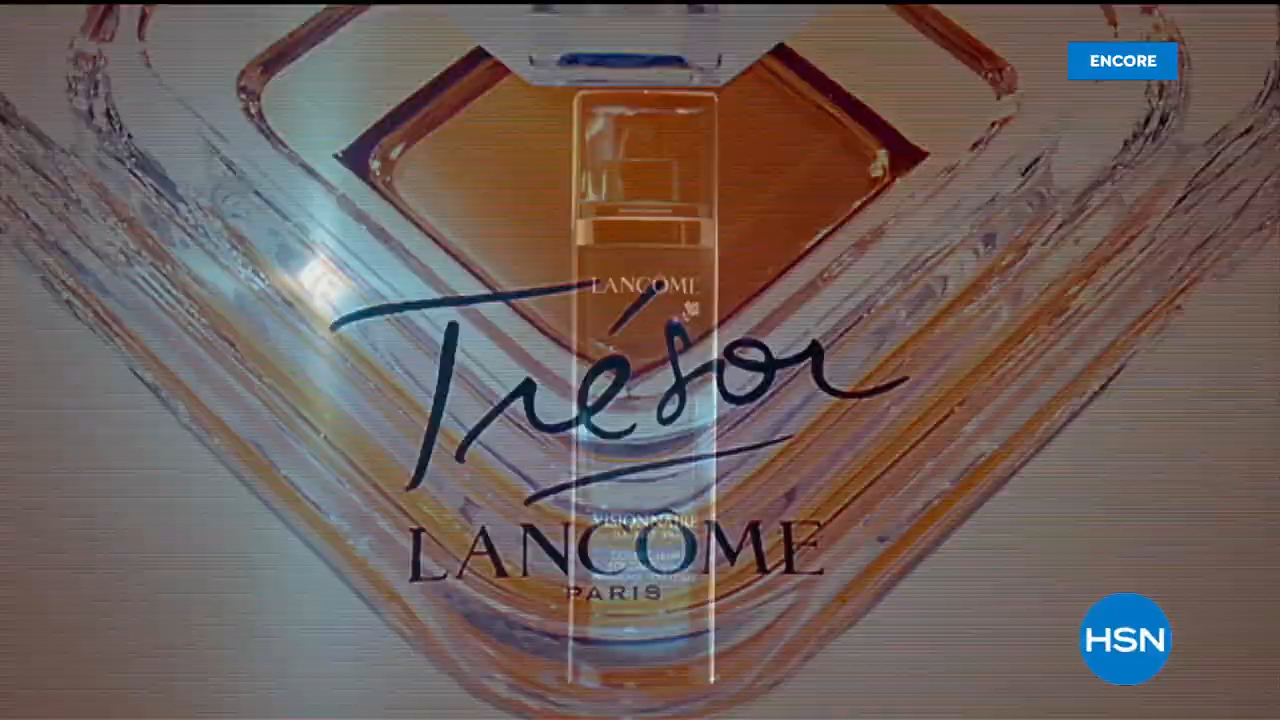 ENCORE
LANCÔME
Trésor
VISIONNAIRE
LANCÔME
PARIS
HSN